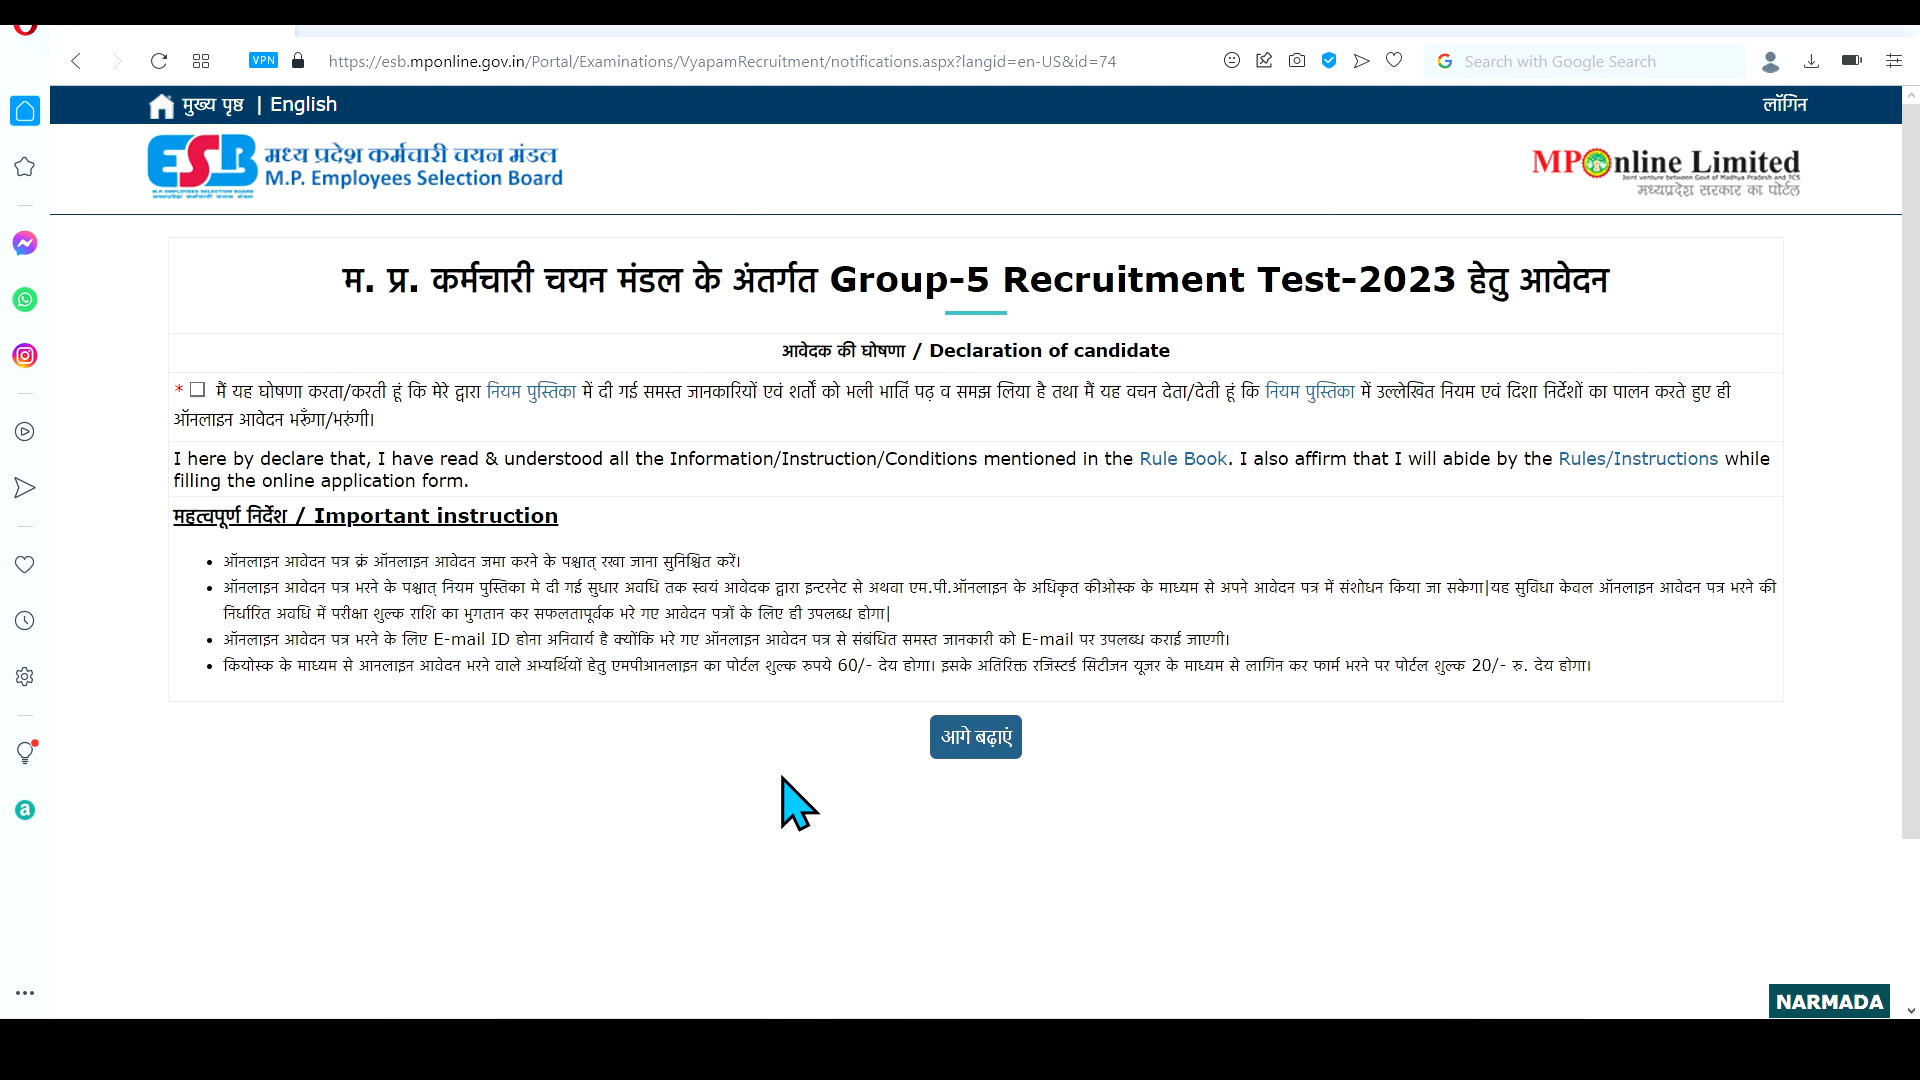 VPN
https://esb.mponline.gov.in/Portal/Examinations/VyapamRecruitment/notifications.aspx?langid=en-US&id=74
Search with Google Search
मुख्य पृष्ठ | English
लॉगिन
ESB मध्य प्रदेश कर्मचारी चयन मंडल
M.P. Employees Selection Board
MPOnline Limited
Joint venture between Govt of Madhya Pradesh and TCS
मध्यप्रदेश सरकार का पोर्टल
म. प्र. कर्मचारी चयन मंडल के अंतर्गत Group-5 Recruitment Test-2023 हेतु आवेदन
आवेदक की घोषणा / Declaration of candidate
* मैं यह घोषणा करता/करती हूं कि मेरे द्वारा नियम पुस्तिका में दी गई समस्त जानकारियों एवं शर्तों को भली भातिं पढ़ व समझ लिया है तथा मैं यह वचन देता/देती हूं कि नियम पुस्तिका में उल्लेखित नियम एवं दिशा निर्देशों का पालन करते हुए ही
ऑनलाइन आवेदन भरूँगा/भरुंगी।
I here by declare that, I have read & understood all the Information/Instruction/Conditions mentioned in the Rule Book. I also affirm that I will abide by the Rules/Instructions while
filling the online application form.
महत्वपूर्ण निर्देश / Important instruction
• ऑनलाइन आवेदन पत्र क्रं ऑनलाइन आवेदन जमा करने के पश्चात् रखा जाना सुनिश्चित करें।
• ऑनलाइन आवेदन पत्र भरने के पश्चात् नियम पुस्तिका मे दी गई सुधार अवधि तक स्वयं आवेदक द्वारा इन्टरनेट से अथवा एम.पी.ऑनलाइन के अधिकृत कीओस्क के माध्यम से अपने आवेदन पत्र में संशोधन किया जा सकेगा|यह सुविधा केवल ऑनलाइन आवेदन पत्र भरने की
निर्धारित अवधि में परीक्षा शुल्क राशि का भुगतान कर सफलतापूर्वक भरे गए आवेदन पत्रों के लिए ही उपलब्ध होगा|
• ऑनलाइन आवेदन पत्र भरने के लिए E-mail ID होना अनिवार्य है क्योंकि भरे गए ऑनलाइन आवेदन पत्र से संबंधित समस्त जानकारी को E-mail पर उपलब्ध कराई जाएगी।
• कियोस्क के माध्यम से आनलाइन आवेदन भरने वाले अभ्यर्थियों हेतु एमपीआनलाइन का पोर्टल शुल्क रुपये 60/- देय होगा। इसके अतिरिक्त रजिस्टर्ड सिटीजन यूजर के माध्यम से लागिन कर फार्म भरने पर पोर्टल शुल्क 20/- रु. देय होगा।
आगे बढ़ाएं
NARMADA